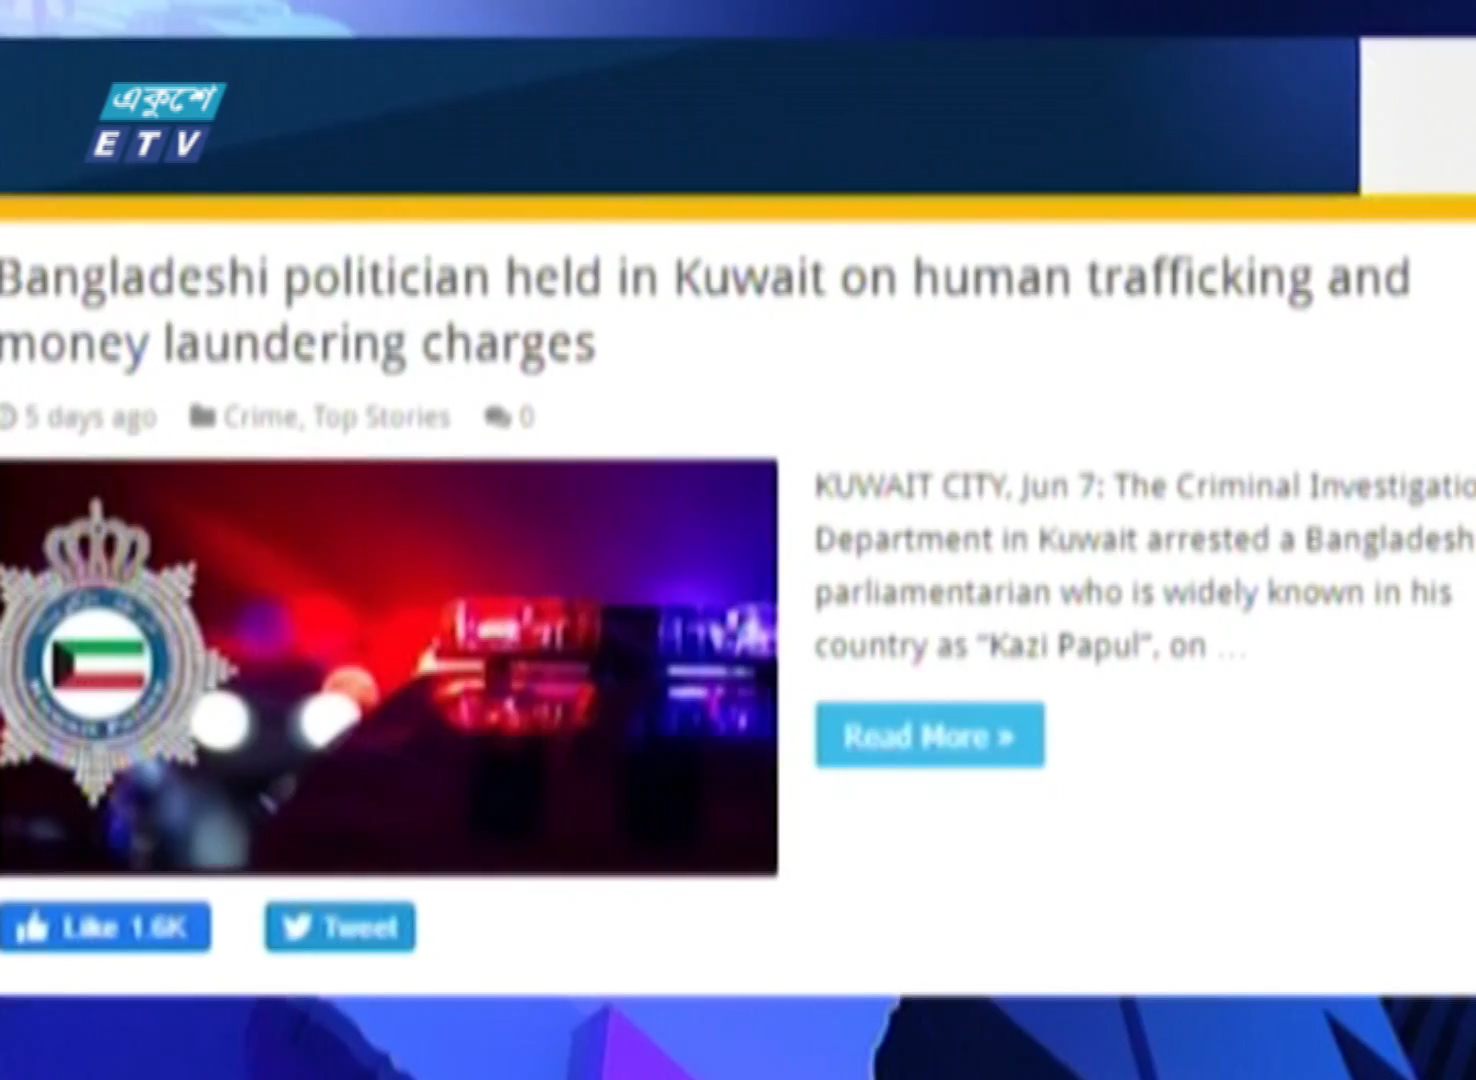 একুশে
ETV
Bangladeshi politician held in Kuwait on human trafficking and
money laundering charges
5 days ago Crime, Top Stories 0
KUWAIT CITY, Jun 7: The Criminal Investigatio
Department in Kuwait arrested a Bangladesh
parliamentarian who is widely known in his
country as "Kazi Papul", on ...
Read More »
Like 1.6K Tweet